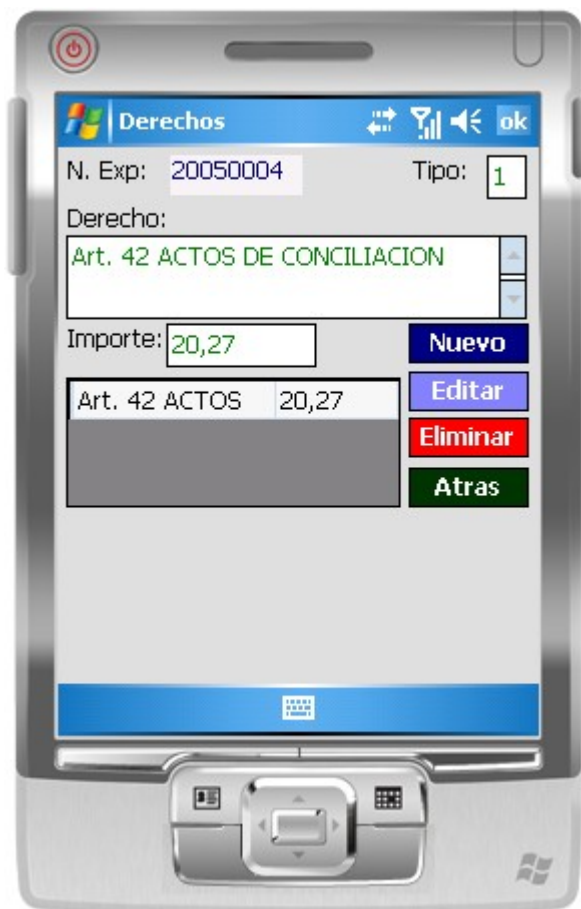 Derechos ok
N. Exp: 20050004 Tipo: 1
Derecho:
Art. 42 ACTOS DE CONCILIACION
Importe: 20,27 Nuevo
Art. 42 ACTOS 20,27 Editar
Eliminar
Atras